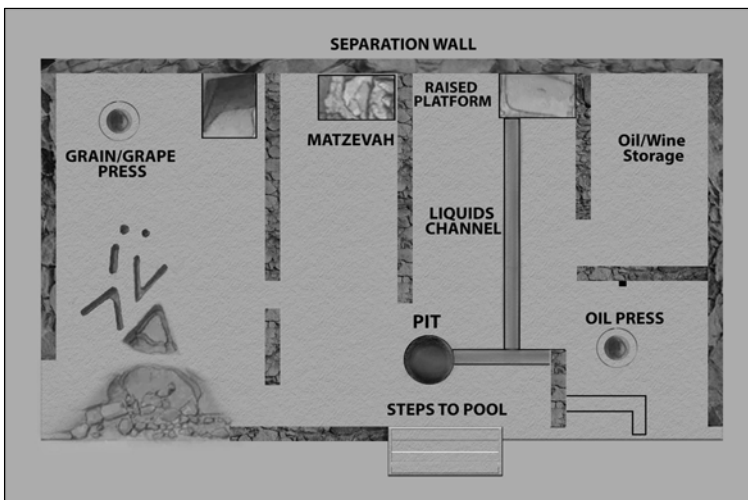 SEPARATION WALL
GRAIN/GRAPE
PRESS
MATZEVAH
RAISED
PLATFORM
Oil/Wine
Storage
LIQUIDS
CHANNEL
PIT
OIL PRESS
STEPS TO POOL